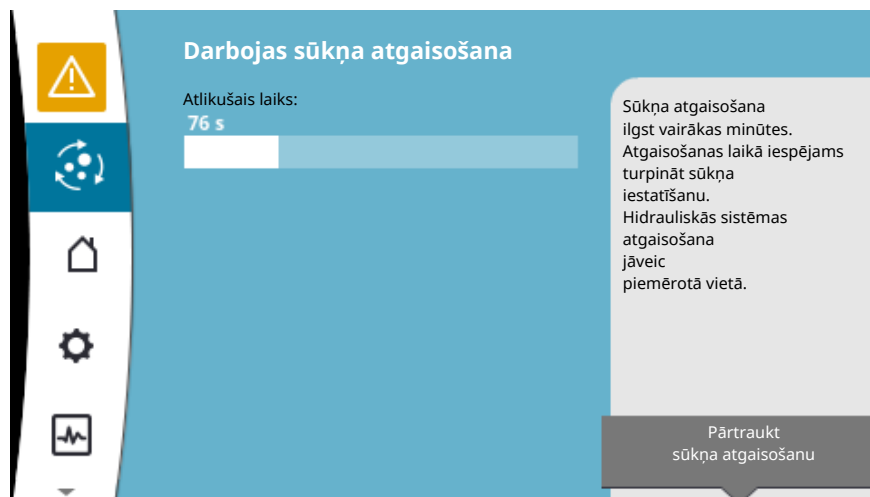 Darbojas sūkņa atgaisošana
Atlikušais laiks:
76 s
Sūkņa atgaisošana
ilgst vairākas minūtes.
Atgaisošanas laikā iespējams
turpināt sūkņa
iestatīšanu.
Hidrauliskās sistēmas
atgaisošana
jāveic
piemērotā vietā.
Pārtraukt
sūkņa atgaisošanu